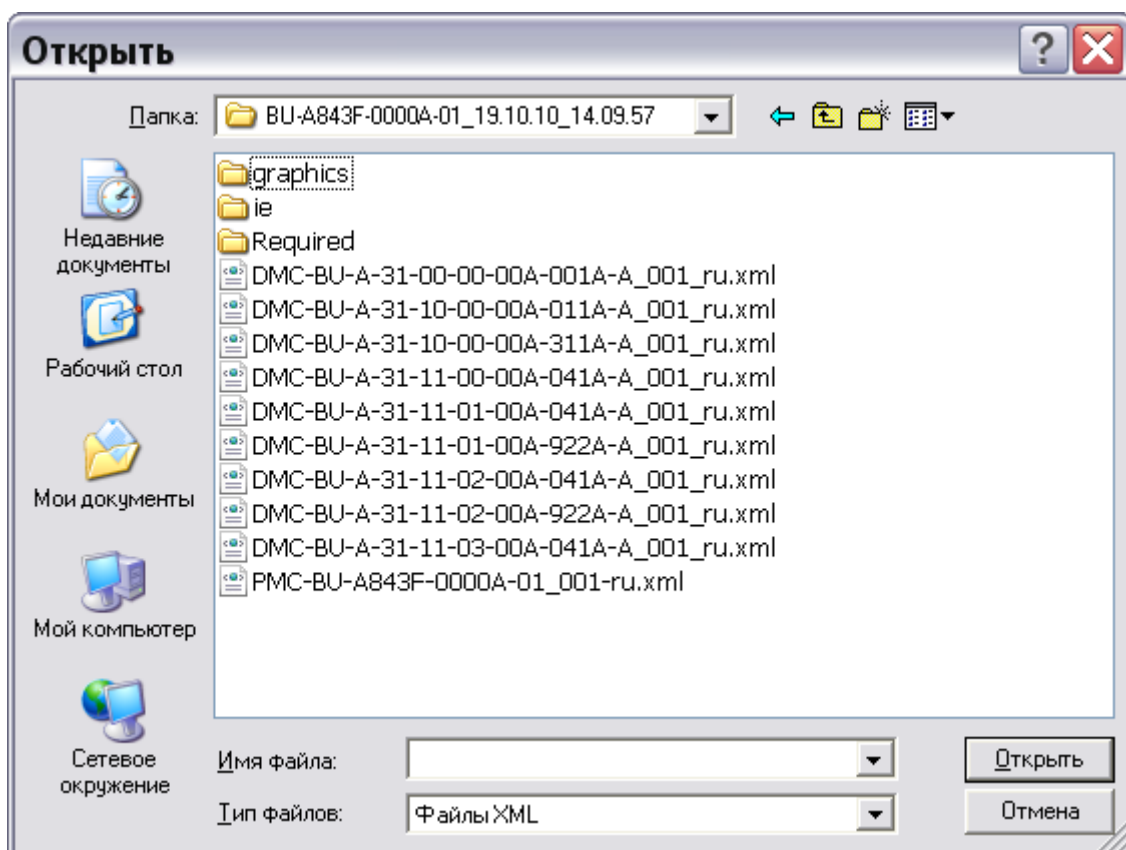 Открыть
Папка: BU-A843F-0000A-01_19.10.10_14.09.57
Недавние документы
Рабочий стол
Мои документы
Мой компьютер
Сетевое окружение
graphics
ie
Required
DMC-BU-A-31-00-00-00A-001A-A_001_ru.xml
DMC-BU-A-31-10-00-00A-011A-A_001_ru.xml
DMC-BU-A-31-10-00-00A-311A-A_001_ru.xml
DMC-BU-A-31-11-00-00A-041A-A_001_ru.xml
DMC-BU-A-31-11-01-00A-041A-A_001_ru.xml
DMC-BU-A-31-11-01-00A-922A-A_001_ru.xml
DMC-BU-A-31-11-02-00A-041A-A_001_ru.xml
DMC-BU-A-31-11-02-00A-922A-A_001_ru.xml
DMC-BU-A-31-11-03-00A-041A-A_001_ru.xml
PMC-BU-A843F-0000A-01_001-ru.xml
Имя файла:
Открыть
Тип файлов: Файлы XML
Отмена